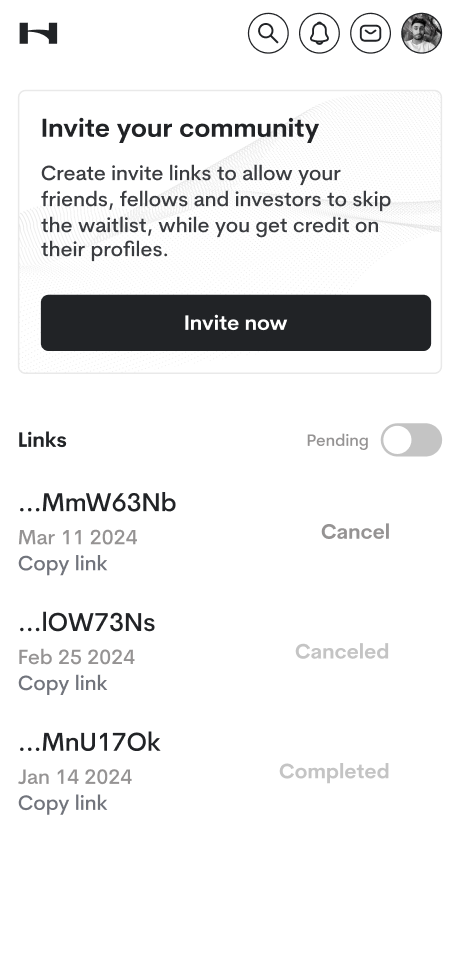 Invite your community
Create invite links to allow your
friends, fellows and investors to skip
the waitlist, while you get credit on
their profiles.
Invite now
Links
Pending
...MmW63Nb
Mar 11 2024
Cancel
Copy link
...lOW73Ns
Feb 25 2024
Canceled
Copy link
...MnU17Ok
Jan 14 2024
Completed
Copy link